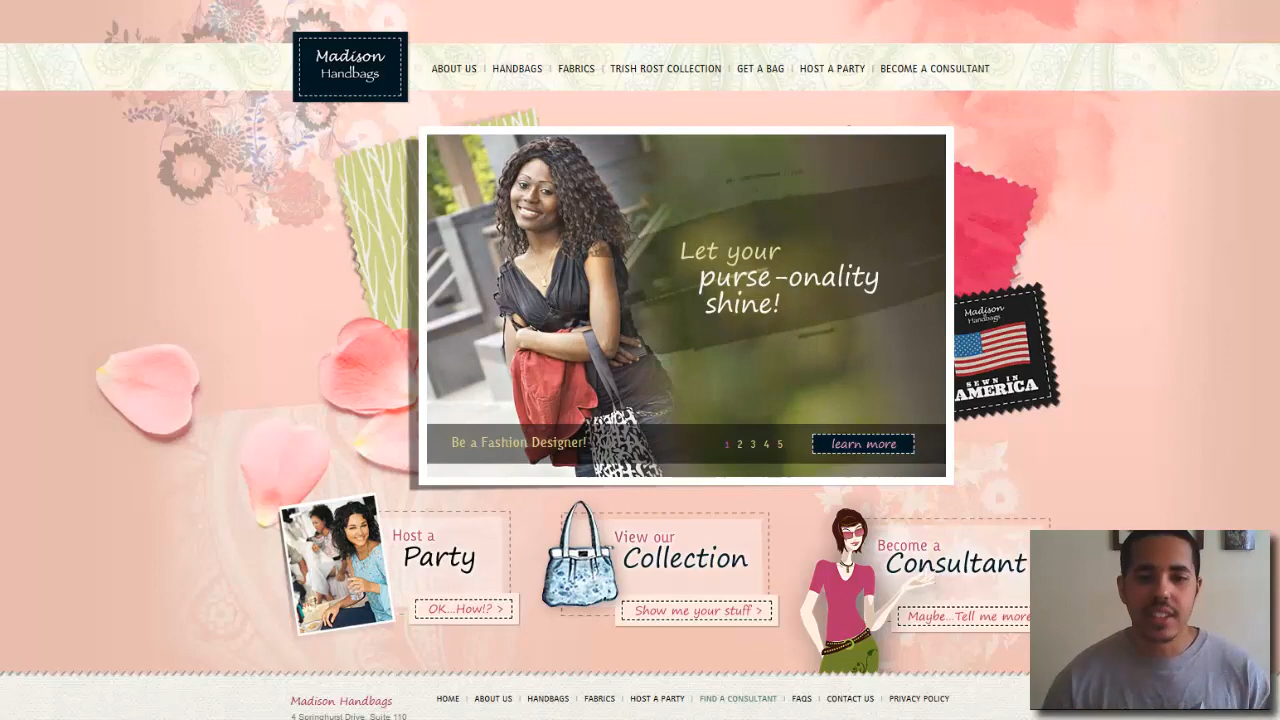 Madison
Handbags
ABOUT US | HANDBAGS | FABRICS | TRISH ROST COLLECTION | GET A BAG | HOST A PARTY | BECOME A CONSULTANT
Let your
purse-onality
shine!
Madison
Handbags
SEWN IN
AMERICA
Be a Fashion Designer!
1 2 3 4 5
learn more
Host a
Party
OK...How!? >
View our
Collection
Show me your stuff >
Become a
Consultant
Maybe...Tell me more
Madison Handbags
4 Springhurst Drive, Suite 110
HOME | ABOUT US | HANDBAGS | FABRICS | HOST A PARTY | FIND A CONSULTANT | FAQS | CONTACT US | PRIVACY POLICY